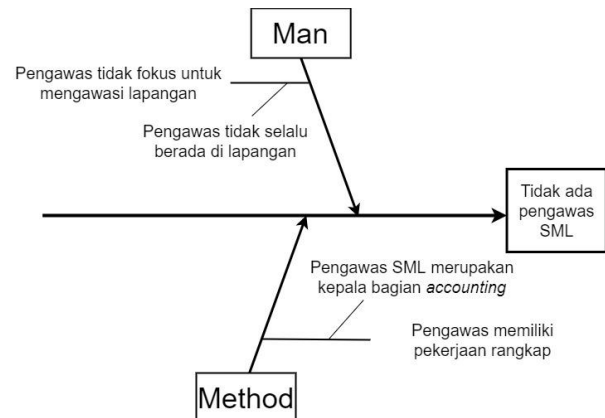 Man
Pengawas tidak fokus untuk
mengawasi lapangan
Pengawas tidak selalu
berada di lapangan
Tidak ada
pengawas
SML
Pengawas SML merupakan
kepala bagian accounting
Pengawas memiliki
pekerjaan rangkap
Method